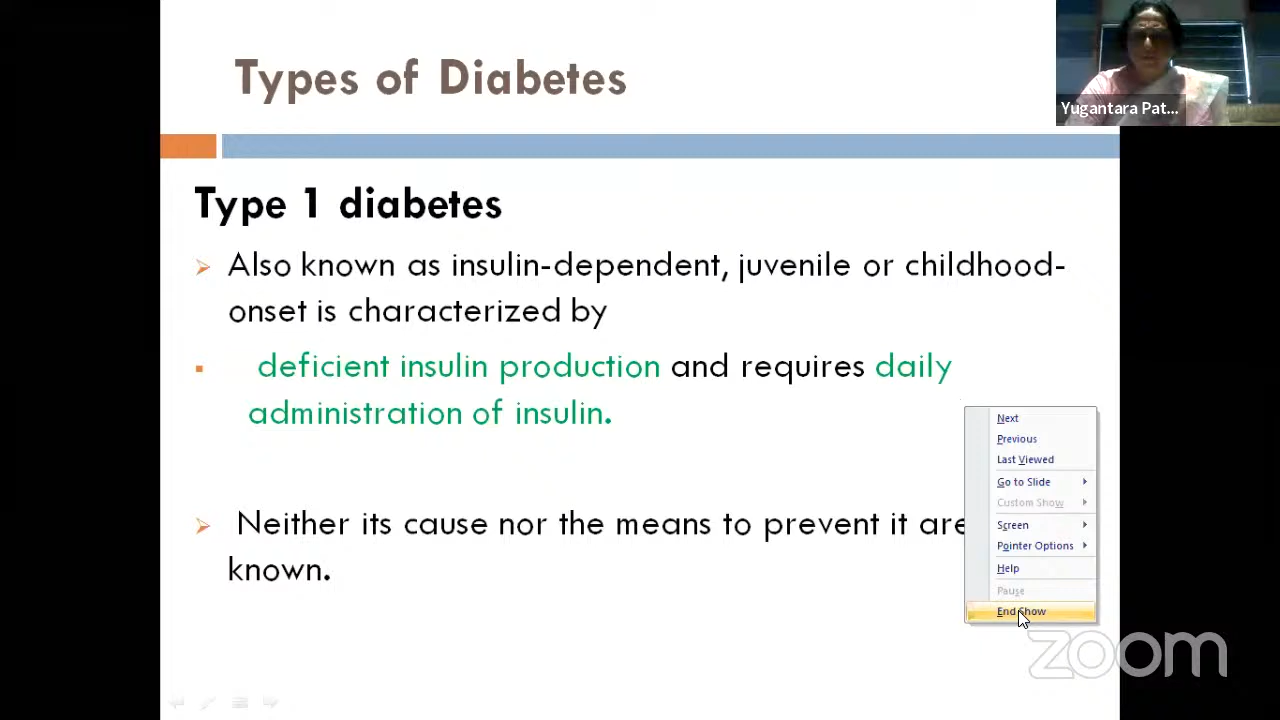 Types of Diabetes
Yugantara Pat...
Type 1 diabetes
Also known as insulin-dependent, juvenile or childhood-
onset is characterized by
deficient insulin production and requires daily
administration of insulin.
Neither its cause nor the means to prevent it are
known.
Next
Previous
Last Viewed
Go to Slide
Custom Show
Screen
Pointer Options
Help
Pause
End Show
zoom